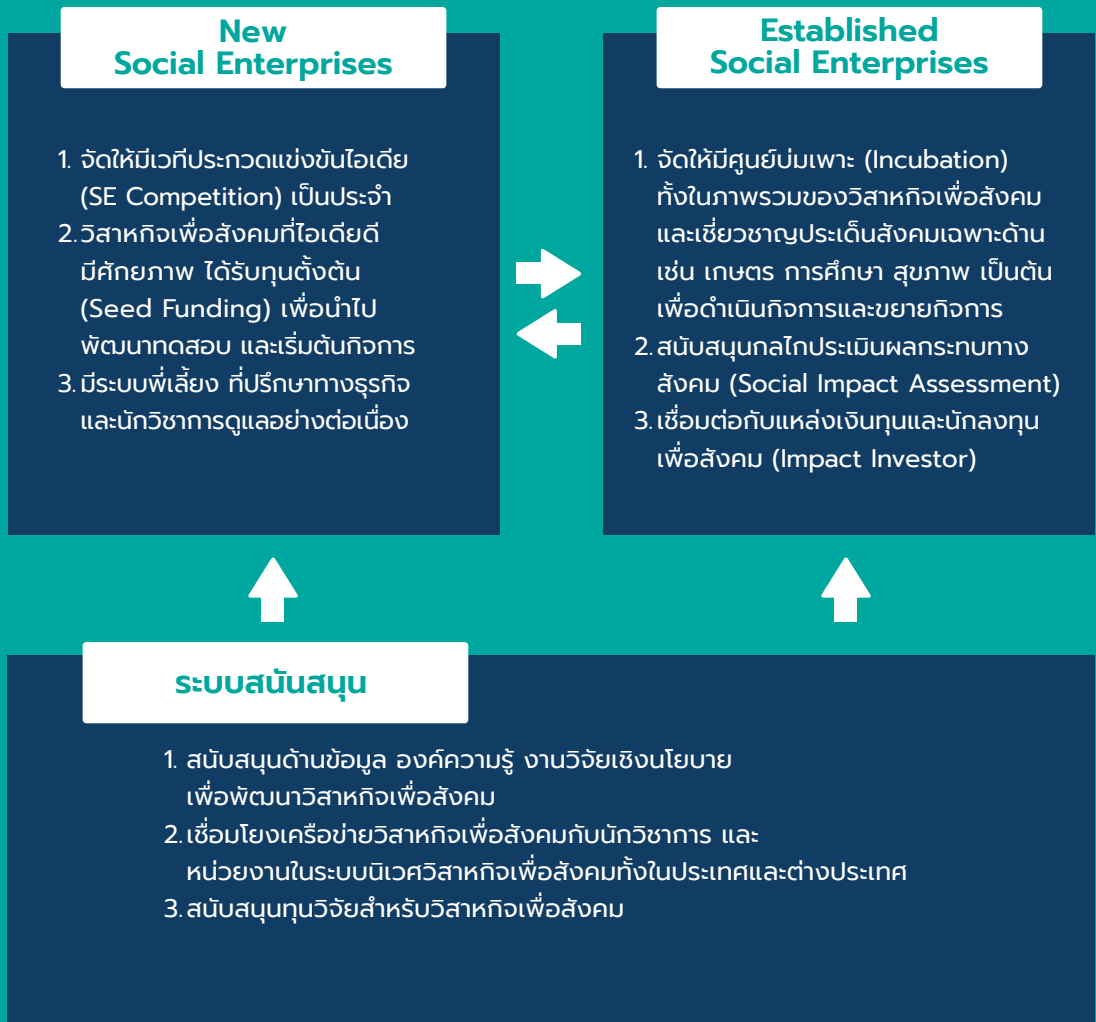 New
Social Enterprises
1. จัดให้มีเวทีประกวดแข่งขันไอเดีย
(SE Competition) เป็นประจำ
2. วิสาหกิจเพื่อสังคมที่ไอเดียดี
มีศักยภาพ ได้รับทุนตั้งต้น
(Seed Funding) เพื่อนำไป
พัฒนาทดสอบ และเริ่มต้นกิจการ
3. มีระบบพี่เลี้ยง ที่ปรึกษาทางธุรกิจ
และนักวิชาการดูแลอย่างต่อเนื่อง
Established
Social Enterprises
1. จัดให้มีศูนย์บ่มเพาะ (Incubation)
ทั้งในภาพรวมของวิสาหกิจเพื่อสังคม
และเชี่ยวชาญประเด็นสังคมเฉพาะด้าน
เช่น เกษตร การศึกษา สุขภาพ เป็นต้น
เพื่อดำเนินกิจการและขยายกิจการ
2. สนับสนุนกลไกประเมินผลกระทบทาง
สังคม (Social Impact Assessment)
3. เชื่อมต่อกับแหล่งเงินทุนและนักลงทุน
เพื่อสังคม (Impact Investor)
ระบบสนันสนุน
1. สนับสนุนด้านข้อมูล องค์ความรู้ งานวิจัยเชิงนโยบาย
เพื่อพัฒนาวิสาหกิจเพื่อสังคม
2. เชื่อมโยงเครือข่ายวิสาหกิจเพื่อสังคมกับนักวิชาการ และ
หน่วยงานในระบบนิเวศวิสาหกิจเพื่อสังคมทั้งในประเทศและต่างประเทศ
3. สนับสนุนทุนวิจัยสำหรับวิสาหกิจเพื่อสังคม